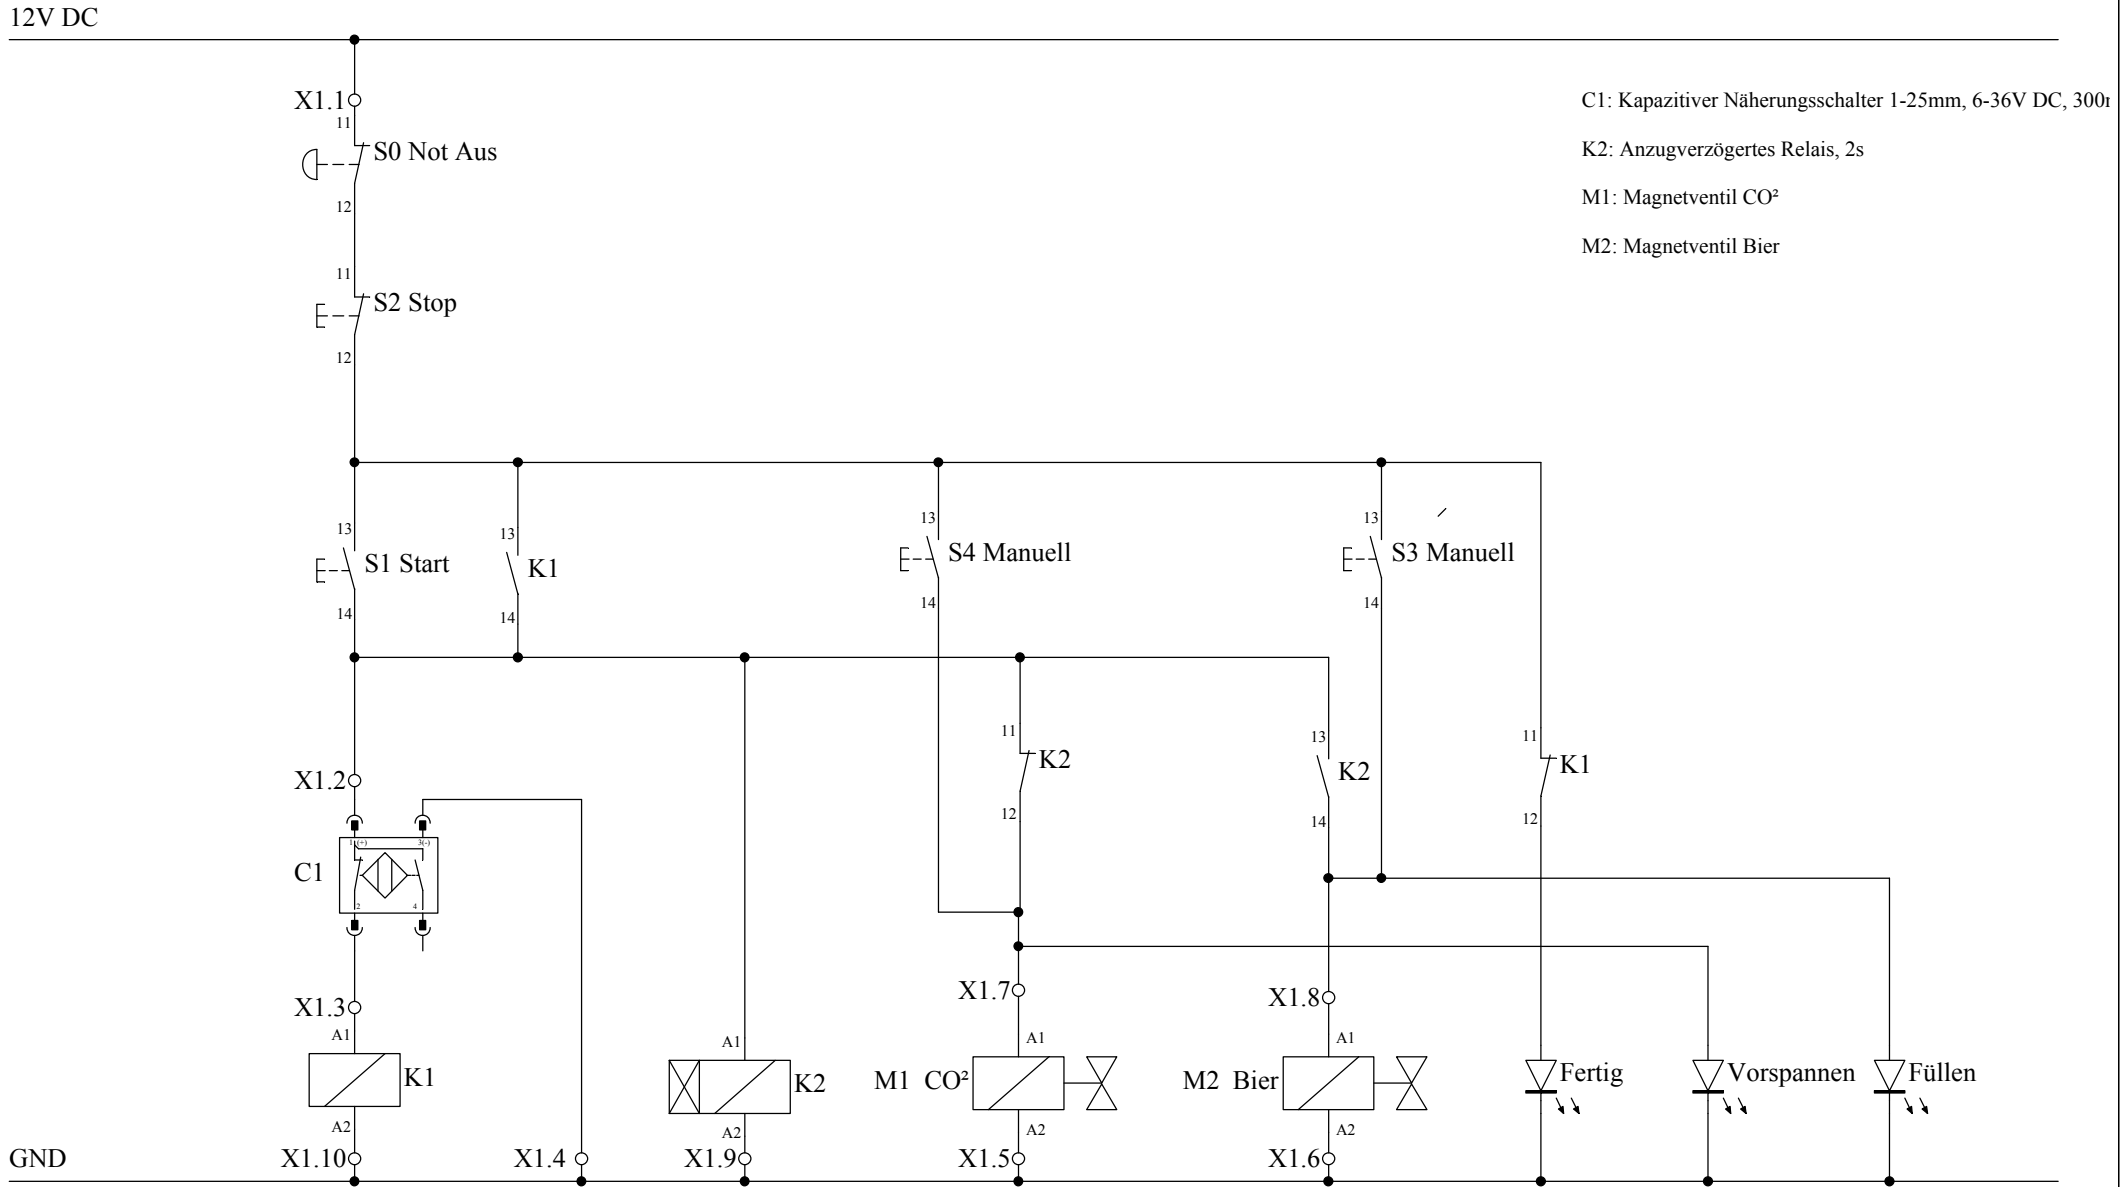 12V DC
C1: Kapazitiver Näherungsschalter 1-25mm, 6-36V DC,
K2: Anzugverzögertes Relais, 2s
M1: Magnetventil CO²
M2: Magnetventil Bier
X1.1
11
S0 Not Aus
12
11
S2 Stop
12
13
S1 Start
14
13
K1
14
13
S4 Manuell
14
13
S3 Manuell
14
X1.2
11
K2
12
13
K2
14
11
K1
12
C1
1 (+)
3(-)
2
4
X1.3
A1
K1
A2
X1.10
X1.4
A1
K2
A2
X1.9
X1.7
A1
M1 CO²
A2
X1.5
X1.8
A1
M2 Bier
A2
X1.6
Fertig
Vorspannen
Füllen
GND